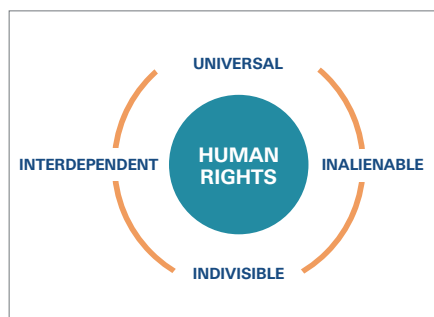 UNIVERSAL
HUMAN
RIGHTS
INTERDEPENDENT
INALIENABLE
INDIVISIBLE